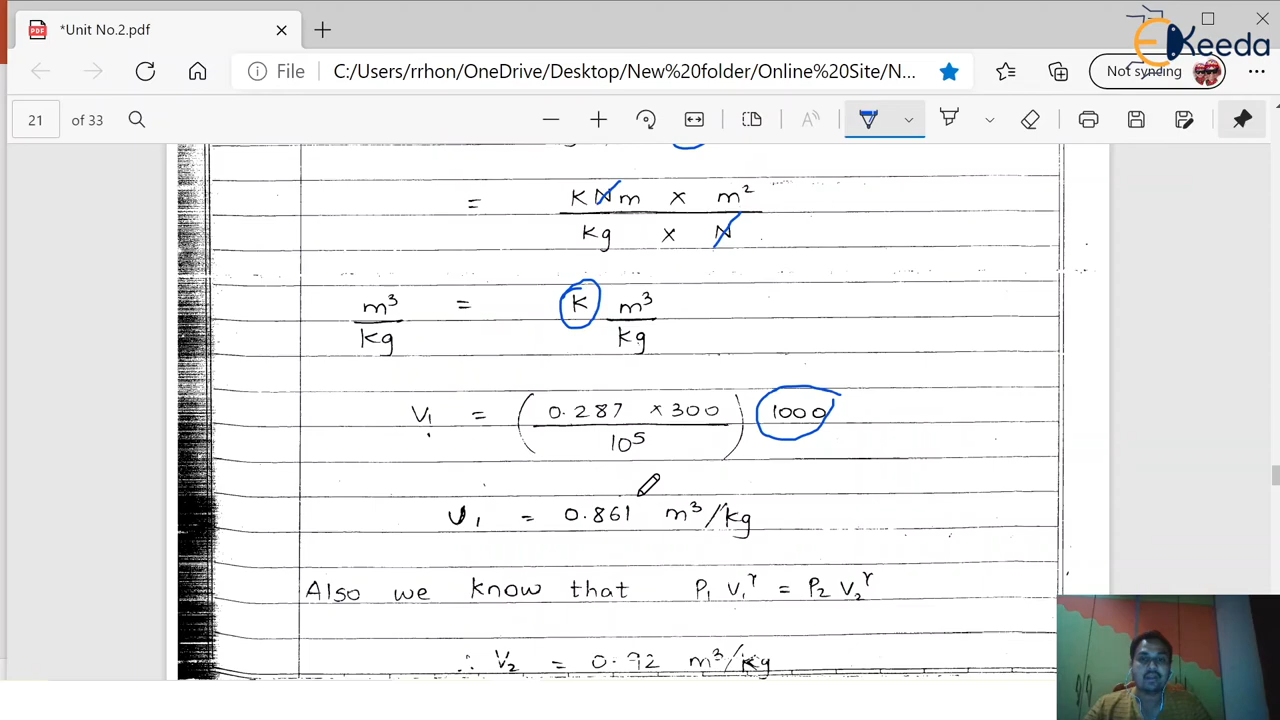 *Unit No.2.pdf
EKeeda
File C:/Users/rrhon/OneDrive/Desktop/New%20folder/Online%20Site/N... Not syncing
21 of 33
= KNm x m²
Kg x N
m³ = K m³
Kg Kg
V₁ = (0.287 × 300) 1000
10⁵
V₁ = 0.861 m³/kg
Also we know that P₁ V₁^γ = P₂ V₂^γ
∴ V₂ = m³/kg